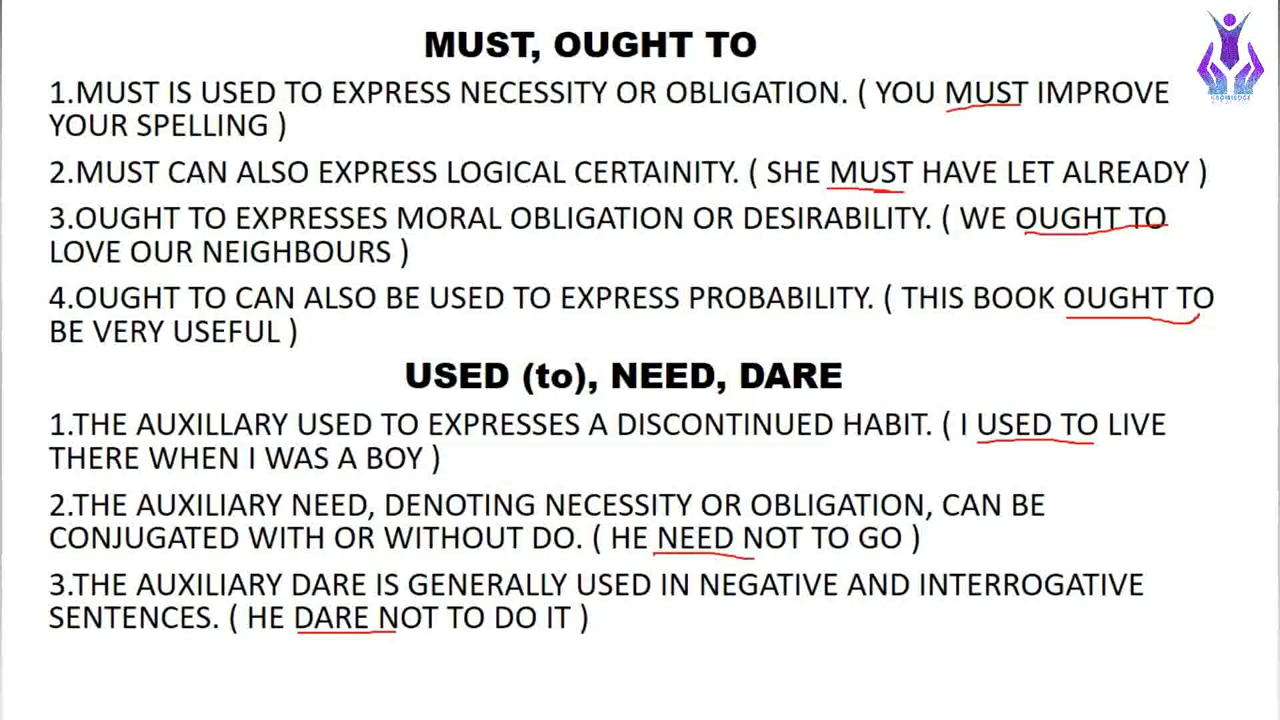 MUST, OUGHT TO
1.MUST IS USED TO EXPRESS NECESSITY OR OBLIGATION. ( YOU MUST IMPROVE
YOUR SPELLING )
2.MUST CAN ALSO EXPRESS LOGICAL CERTAINITY. ( SHE MUST HAVE LET ALREADY )
3.OUGHT TO EXPRESSES MORAL OBLIGATION OR DESIRABILITY. ( WE OUGHT TO
LOVE OUR NEIGHBOURS )
4.OUGHT TO CAN ALSO BE USED TO EXPRESS PROBABILITY. ( THIS BOOK OUGHT TO
BE VERY USEFUL )
USED (to), NEED, DARE
1.THE AUXILLARY USED TO EXPRESSES A DISCONTINUED HABIT. ( I USED TO LIVE
THERE WHEN I WAS A BOY )
2.THE AUXILIARY NEED, DENOTING NECESSITY OR OBLIGATION, CAN BE
CONJUGATED WITH OR WITHOUT DO. ( HE NEED NOT TO GO )
3.THE AUXILIARY DARE IS GENERALLY USED IN NEGATIVE AND INTERROGATIVE
SENTENCES. ( HE DARE NOT TO DO IT )
KNOWLEDGE